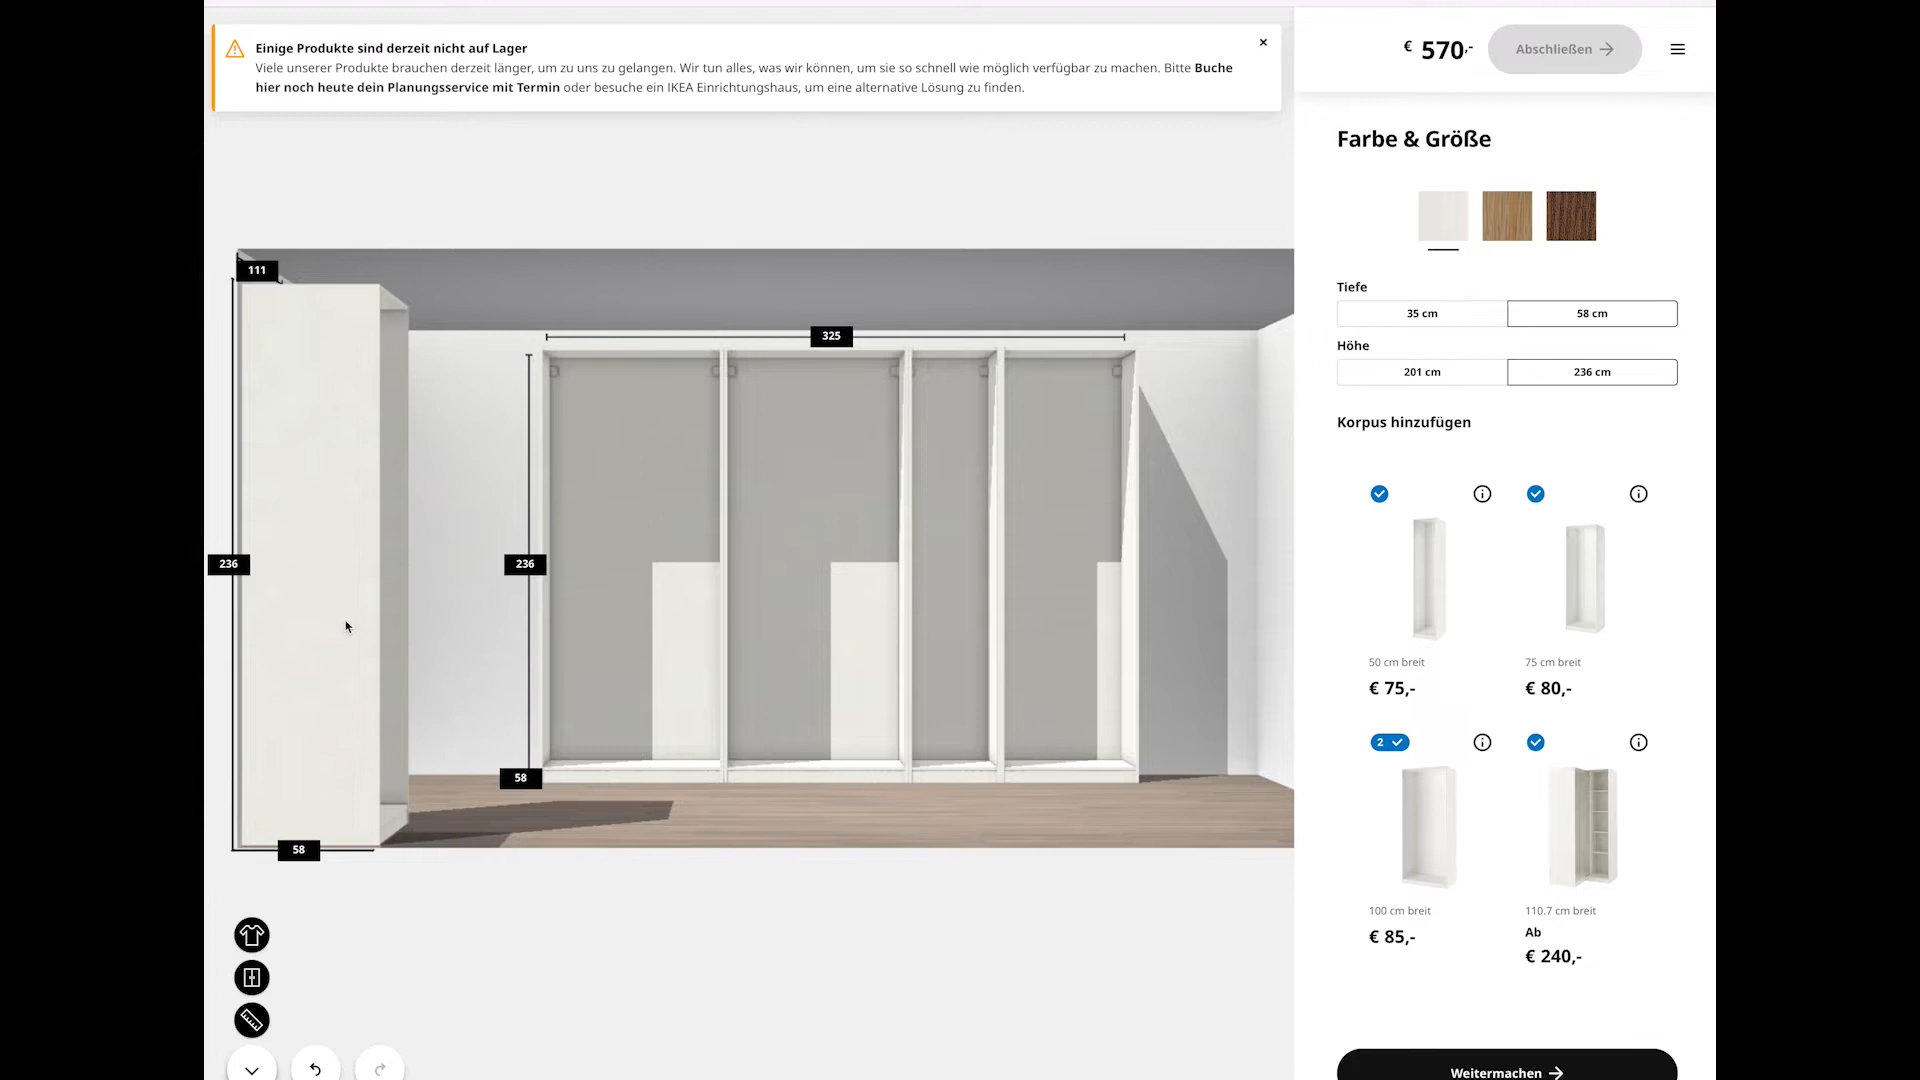 Einige Produkte sind derzeit nicht auf Lager
Viele unserer Produkte brauchen derzeit länger, um zu uns zu gelangen. Wir tun alles, was wir können, um sie so schnell wie möglich verfügbar zu machen. Bitte Buche
hier noch heute dein Planungsservice mit Termin oder besuche ein IKEA Einrichtungshaus, um eine alternative Lösung zu finden.
€ 570,-
Abschließen
Farbe & Größe
Tiefe
35 cm 58 cm
Höhe
201 cm 236 cm
Korpus hinzufügen
50 cm breit
€ 75,-
75 cm breit
€ 80,-
2
100 cm breit
€ 85,-
110.7 cm breit
Ab
€ 240,-
Weitermachen
111
325
236
236
58
58